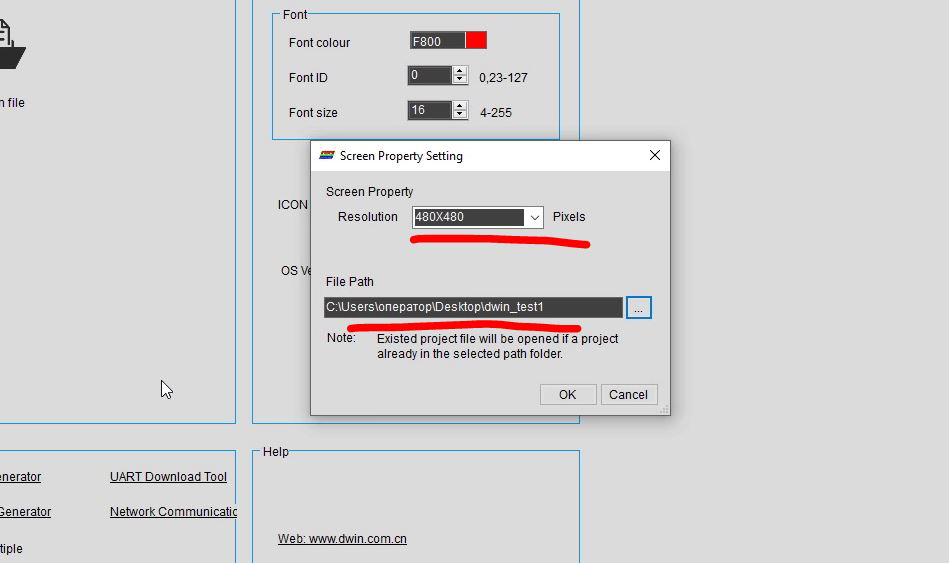 Font
Font colour
F800
Font ID
0
0,23-127
Font size
16
4-255
n file
Screen Property Setting
Screen Property
Resolution
480X480
Pixels
ICON
OS Ve
File Path
C:\Users\оператор\Desktop\dwin_test1
...
Note:
Existed project file will be opened if a project
already in the selected path folder.
OK
Cancel
enerator
UART Download Tool
Generator
Network Communicatio
ltiple
Help
Web: www.dwin.com.cn